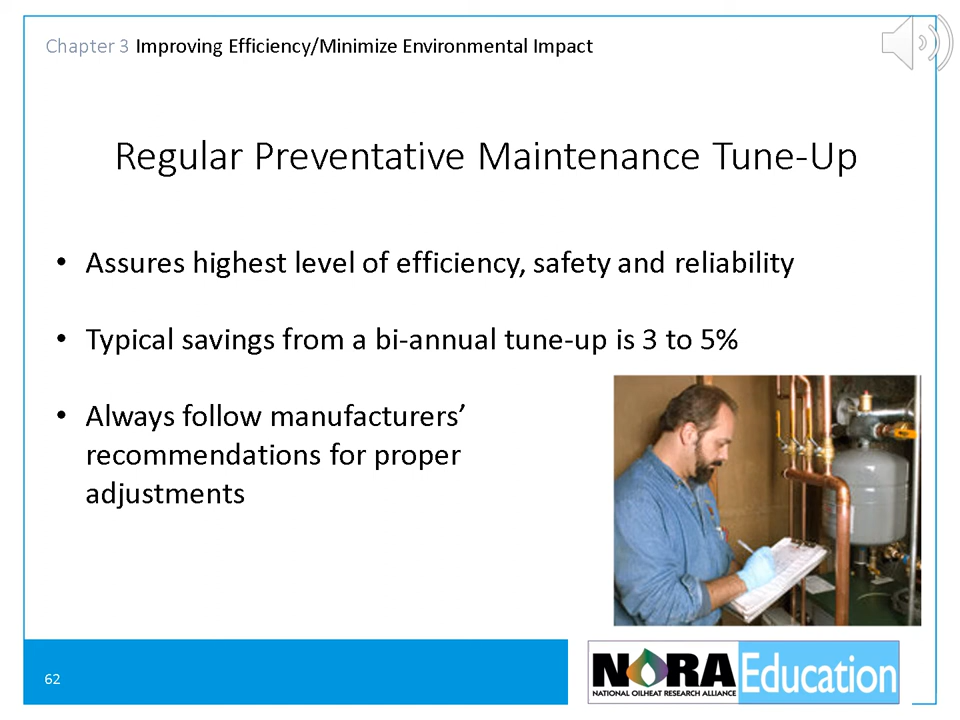 Chapter 3 Improving Efficiency/Minimize Environmental Impact
Regular Preventative Maintenance Tune-Up
• Assures highest level of efficiency, safety and reliability
• Typical savings from a bi-annual tune-up is 3 to 5%
• Always follow manufacturers’
recommendations for proper
adjustments
62
NORA Education
NATIONAL OILHEAT RESEARCH ALLIANCE